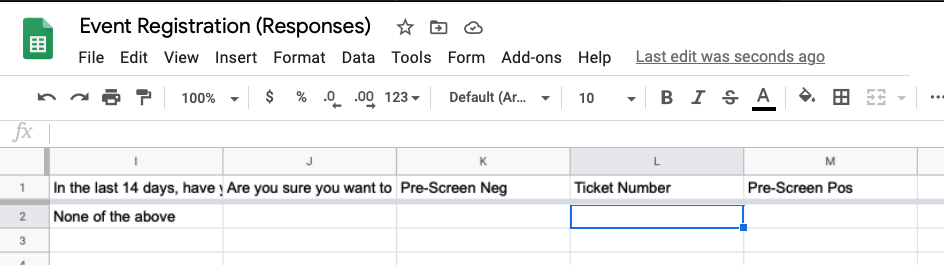 Event Registration (Responses)
File Edit View Insert Format Data Tools Form Add-ons Help Last edit was seconds ago
100% $ % .0 .00 123 Default (Ar... 10 B I S A
fx
I J K L M
1 In the last 14 days, have Are you sure you want to Pre-Screen Neg Ticket Number Pre-Screen Pos
2 None of the above
3
4